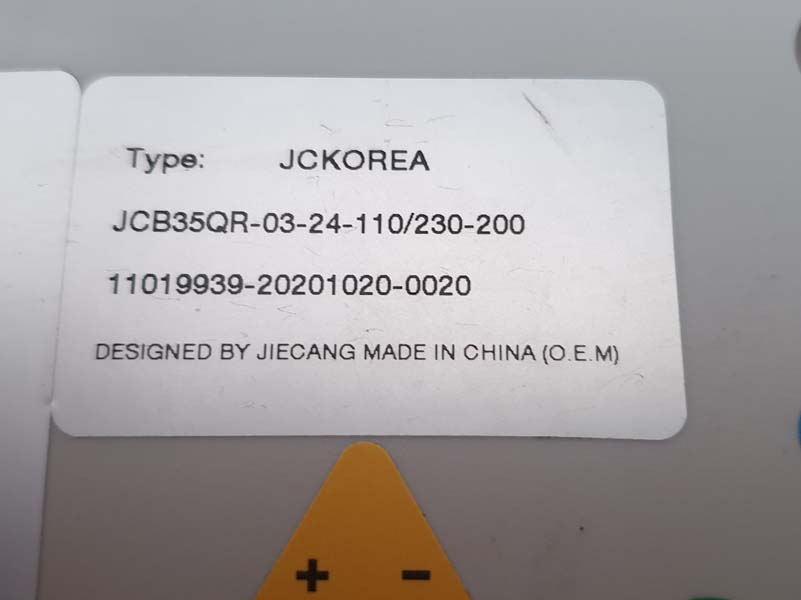 Type: JCKOREA
JCB35QR-03-24-110/230-200
11019939-20201020-0020
DESIGNED BY JIECANG MADE IN CHINA (O.E.M)
+ -